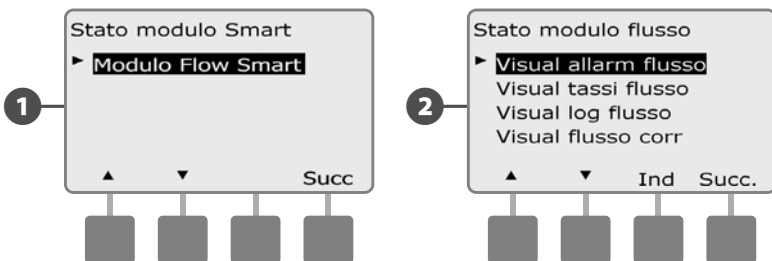 Stato modulo Smart
► Modulo Flow Smart
▲ ▼ Succ
1
Stato modulo flusso
► Visual allarm flusso
Visual tassi flusso
Visual log flusso
Visual flusso corr
▲ ▼ Ind Succ.
2